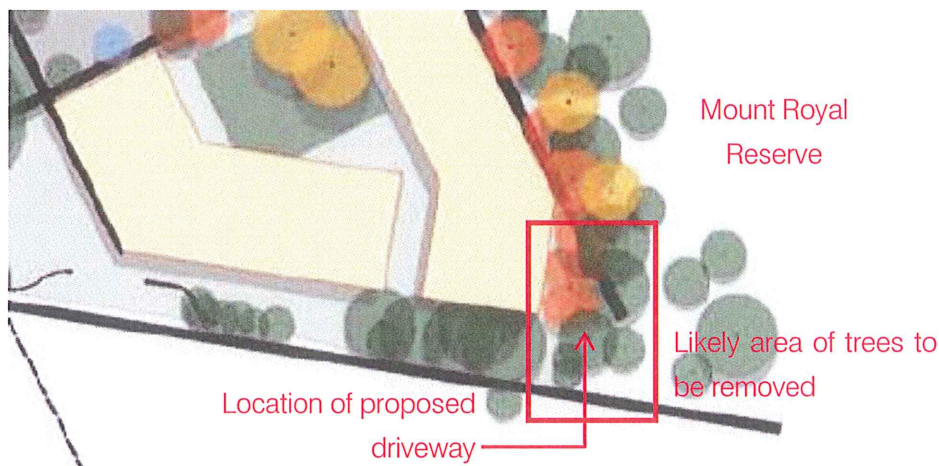 Mount Royal
Reserve
Likely area of trees to
be removed
Location of proposed
driveway